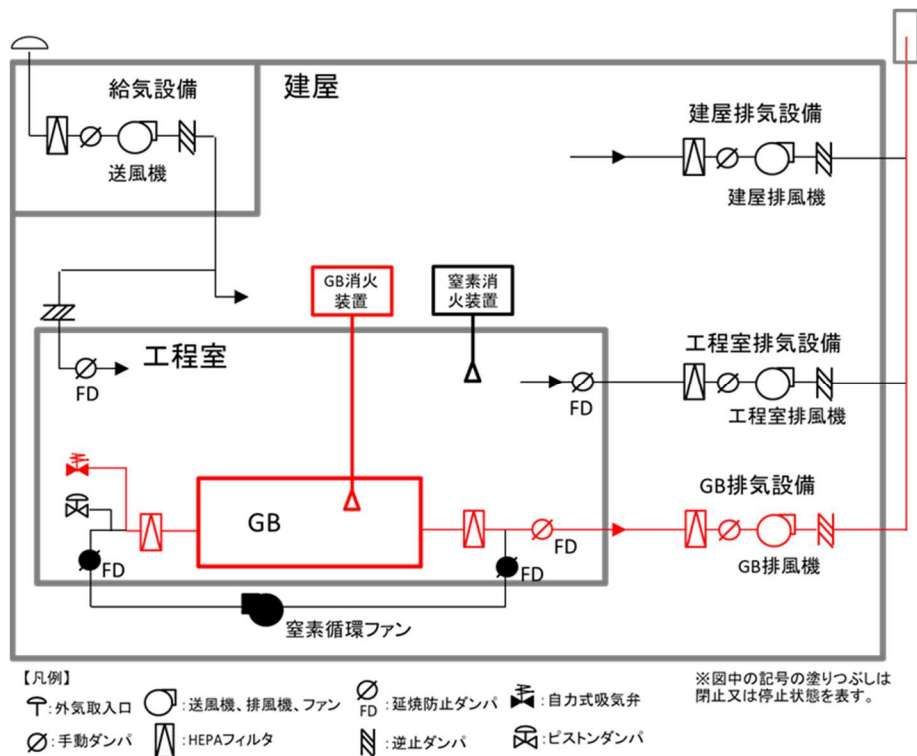 給気設備
送風機
建屋
建屋排気設備
建屋排風機
GB消火
装置
窒素消
火装置
工程室
FD
FD
工程室排気設備
工程室排風機
GB
GB排気設備
FD
GB排風機
FD
FD
窒素循環ファン
【凡例】
:外気取入口
:送風機、排風機、ファン
FD
:延焼防止ダンパ
:自力式吸気弁
:手動ダンパ
:HEPAフィルタ
:逆止ダンパ
:ピストンダンパ
※図中の記号の塗りつぶしは
閉止又は停止状態を表す。